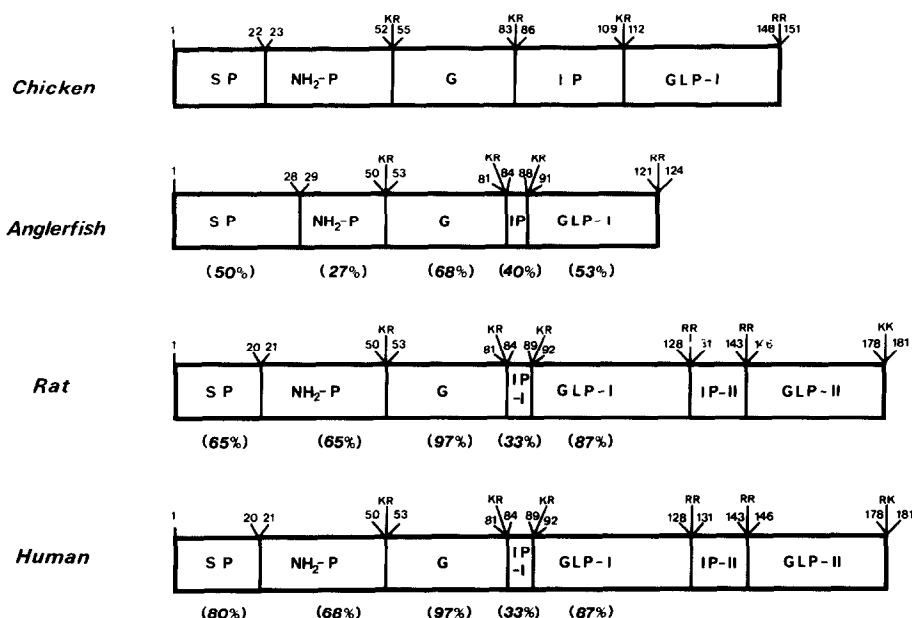 KR KR KR RR
1 22 23 52 55 83 86 109 112 148 151
Chicken SP NH₂-P G IP GLP-I
KR KR KR RR
1 28 29 50 53 81 84 88 91 121 124
Anglerfish SP NH₂-P G IP GLP-I
(50%) (27%) (68%) (40%) (53%)
KR KR KR RR RR KK
1 20 21 50 53 81 84 89 92 128 143 178 181
Rat SP NH₂-P G IP-I GLP-I IP-II GLP-II
(65%) (65%) (97%) (33%) (87%)
KR KR KR RR RR RK
1 20 21 50 53 81 84 89 92 128 131 143 146 178 181
Human SP NH₂-P G IP-I GLP-I IP-II GLP-II
(80%) (68%) (97%) (33%) (87%)